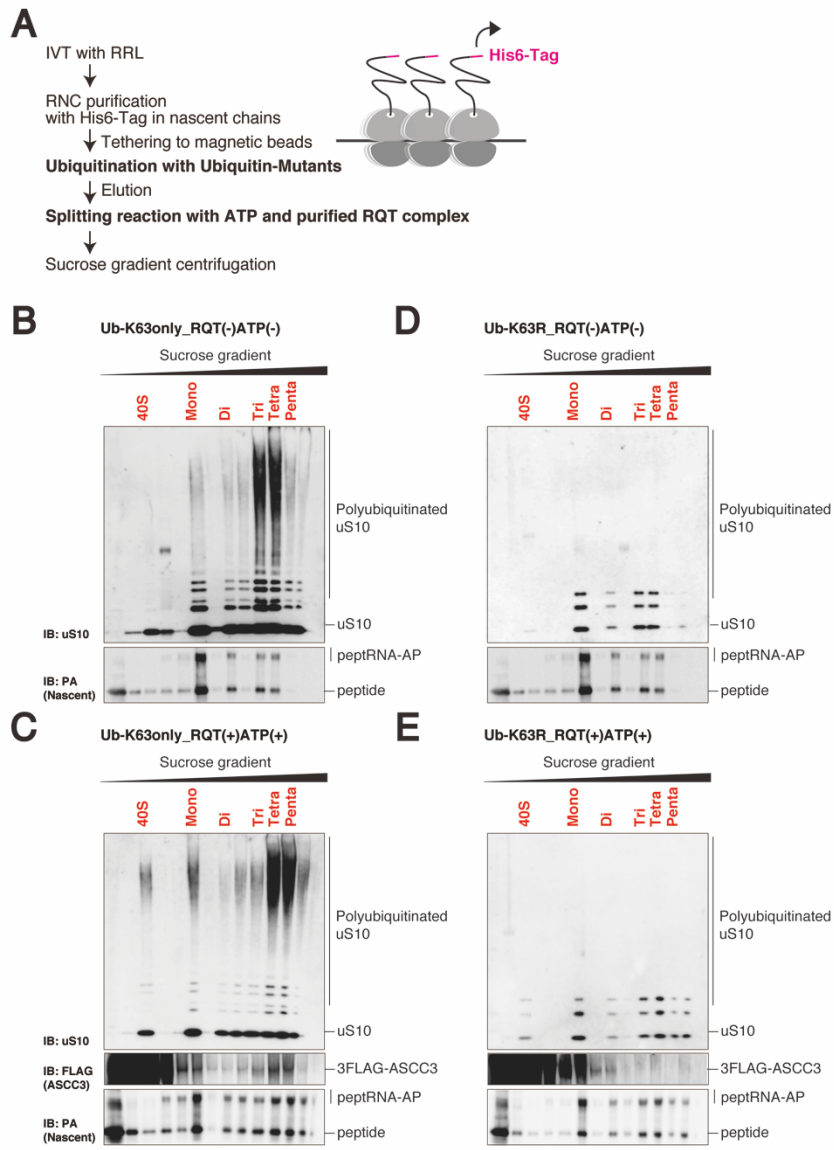 A
IVT with RRL
RNC purification
with His6-Tag in nascent chains
Tethering to magnetic beads
Ubiquitination with Ubiquitin-Mutants
Elution
Splitting reaction with ATP and purified RQT complex
Sucrose gradient centrifugation
His6-Tag
B
Ub-K63only_RQT(-)ATP(-)
Sucrose gradient
40S Mono Di Tri Tetra Penta
Polyubiquitinated
uS10
uS10
IB: uS10
peptRNA-AP
IB: PA
(Nascent)
peptide
D
Ub-K63R_RQT(-)ATP(-)
Sucrose gradient
40S Mono Di Tri Tetra Penta
Polyubiquitinated
uS10
uS10
peptRNA-AP
peptide
C
Ub-K63only_RQT(+)ATP(+)
Sucrose gradient
40S Mono Di Tri Tetra Penta
Polyubiquitinated
uS10
uS10
IB: uS10
IB: FLAG
(ASCC3)
3FLAG-ASCC3
peptRNA-AP
IB: PA
(Nascent)
peptide
E
Ub-K63R_RQT(+)ATP(+)
Sucrose gradient
40S Mono Di Tri Tetra Penta
Polyubiquitinated
uS10
uS10
3FLAG-ASCC3
peptRNA-AP
peptide